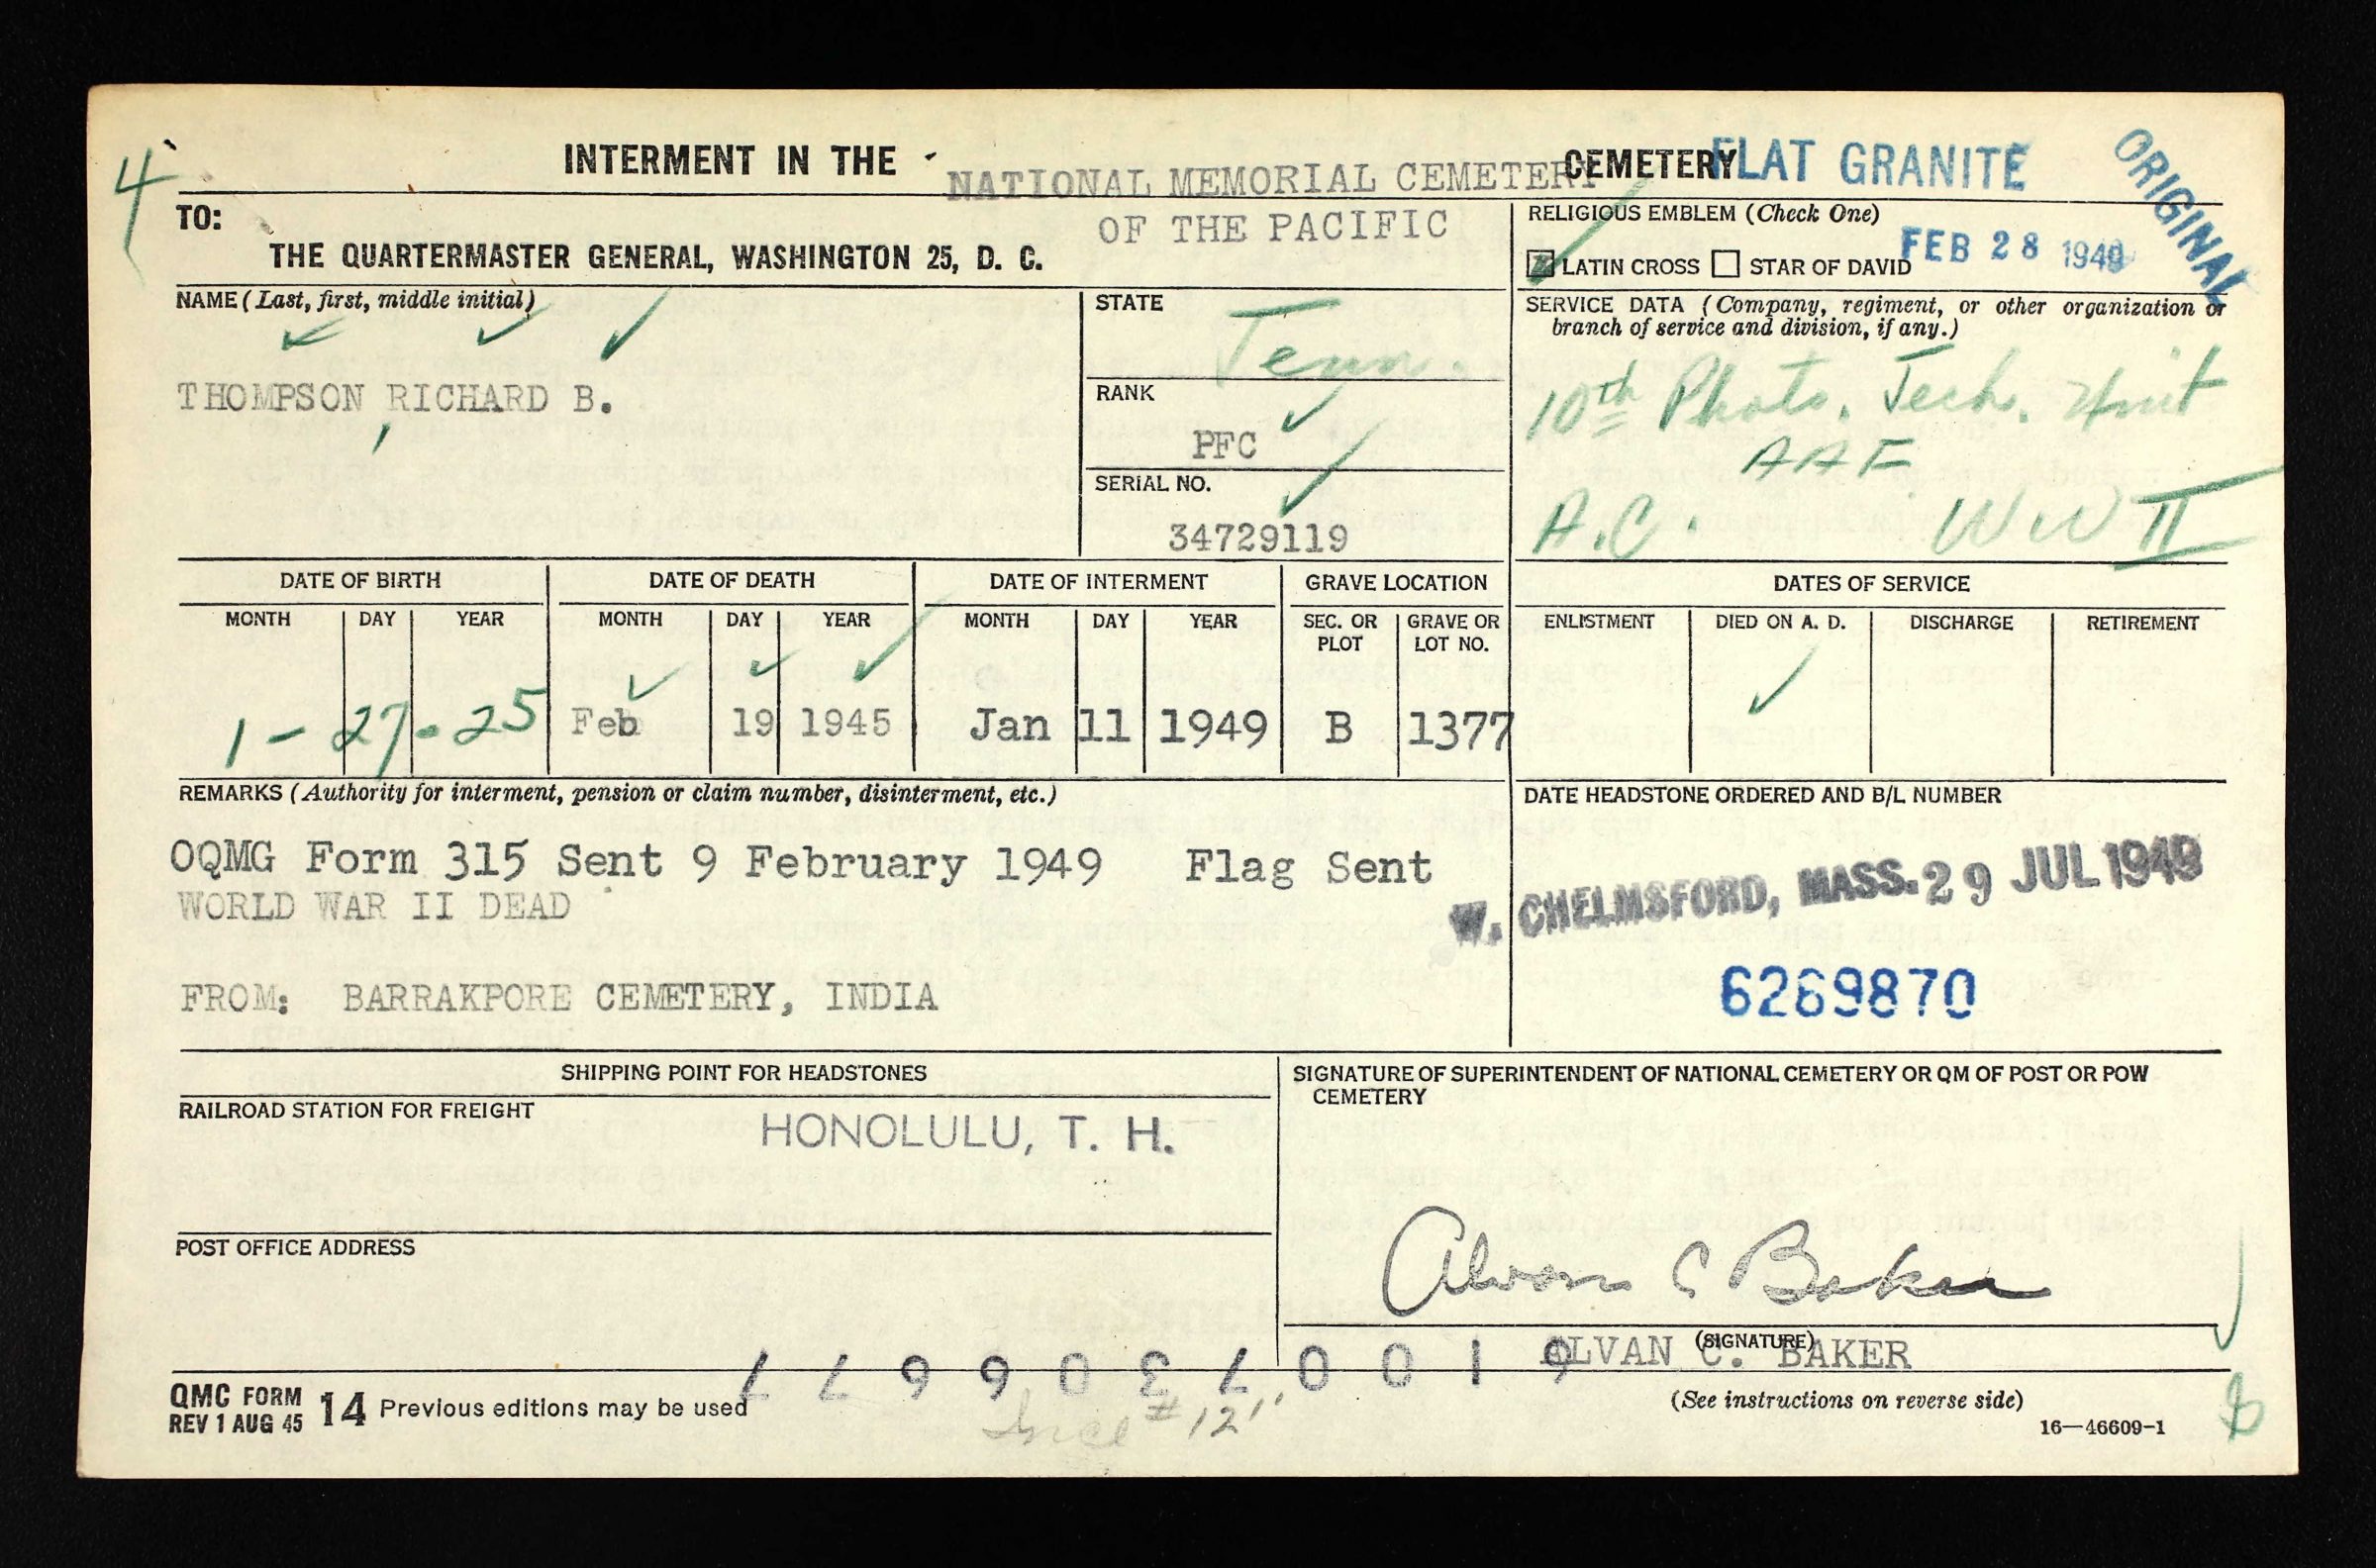 4
INTERMENT IN THE NATIONAL MEMORIAL CEMETERY CEMETERY FLAT GRANITE
OF THE PACIFIC
ORIGINAL
TO:
THE QUARTERMASTER GENERAL, WASHINGTON 25, D. C.
RELIGIOUS EMBLEM (Check One)
LATIN CROSS STAR OF DAVID FEB 28 1949
NAME (Last, first, middle initial)
THOMPSON, RICHARD B.
STATE
Tenn.
RANK
PFC
SERIAL NO.
34729119
SERVICE DATA (Company, regiment, or other organization or
branch of service and division, if any.)
10th Photo. Tech. Unit
AAF
A.C. WW II
DATE OF BIRTH DATE OF DEATH DATE OF INTERMENT GRAVE LOCATION DATES OF SERVICE
MONTH DAY YEAR MONTH DAY YEAR MONTH DAY YEAR SEC. OR PLOT GRAVE OR LOT NO. ENLISTMENT DIED ON A. D. DISCHARGE RETIREMENT
1-27-25 Feb 19 1945 Jan 11 1949 B 1377
REMARKS (Authority for interment, pension or claim number, disinterment, etc.)
OQMG Form 315 Sent 9 February 1949 Flag Sent
WORLD WAR II DEAD
FROM: BARRAKPORE CEMETERY, INDIA
DATE HEADSTONE ORDERED AND B/L NUMBER
W. CHELMSFORD, MASS. 29 JUL 1949
6269870
SHIPPING POINT FOR HEADSTONES
RAILROAD STATION FOR FREIGHT
HONOLULU, T. H.
POST OFFICE ADDRESS
SIGNATURE OF SUPERINTENDENT OF NATIONAL CEMETERY OR QM OF POST OR POW
CEMETERY
Alvan C Baker
(SIGNATURE)
ALVAN C. BAKER
(See instructions on reverse side)
16—46609-1
QMC FORM
REV 1 AUG 45 14 Previous editions may be used
#12"